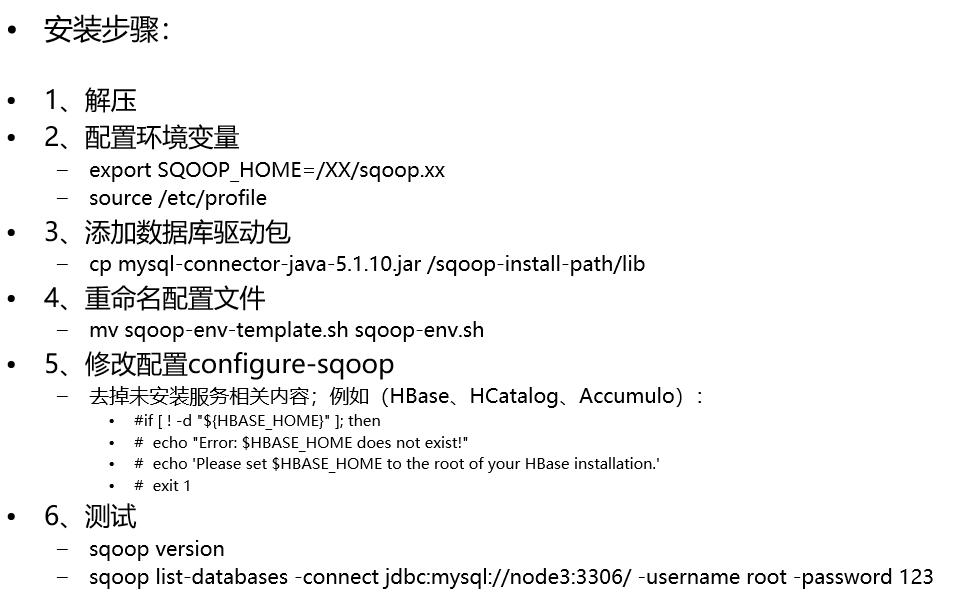 • 安装步骤：
• 1、解压
• 2、配置环境变量
– export SQOOP_HOME=/XX/sqoop.xx
– source /etc/profile
• 3、添加数据库驱动包
– cp mysql-connector-java-5.1.10.jar /sqoop-install-path/lib
• 4、重命名配置文件
– mv sqoop-env-template.sh sqoop-env.sh
• 5、修改配置configure-sqoop
– 去掉未安装服务相关内容；例如（HBase、HCatalog、Accumulo）：
• #if [ ! -d "${HBASE_HOME}" ]; then
• # echo "Error: $HBASE_HOME does not exist!"
• # echo 'Please set $HBASE_HOME to the root of your HBase installation.'
• # exit 1
• 6、测试
– sqoop version
– sqoop list-databases -connect jdbc:mysql://node3:3306/ -username root -password 123